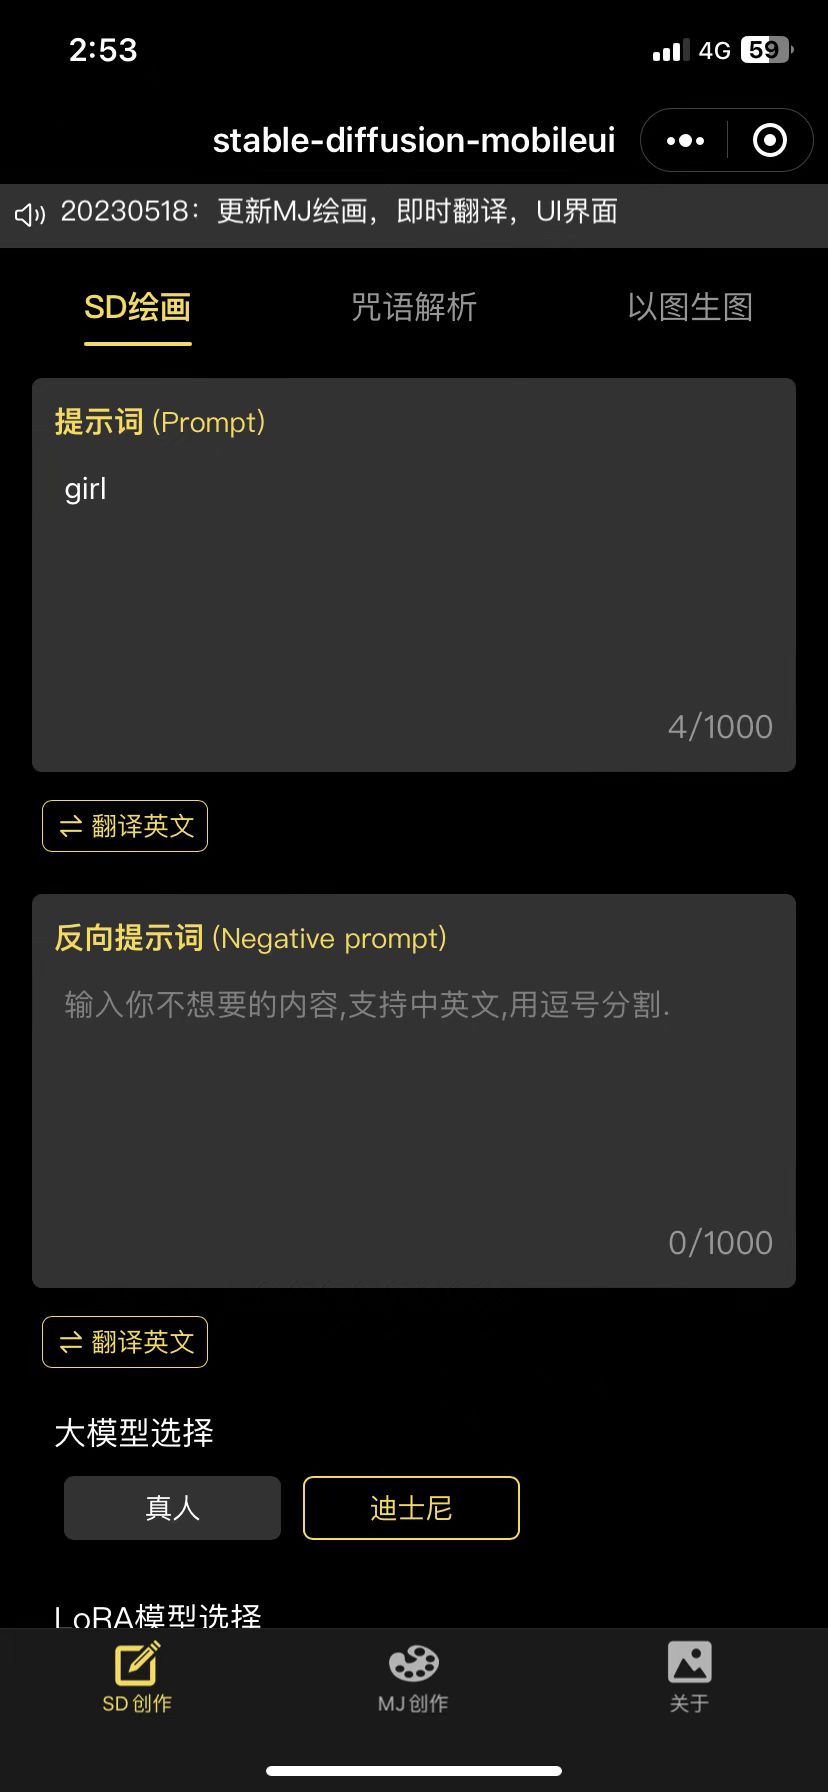 2:53
4G 59
stable-diffusion-mobileui
20230518：更新MJ绘画，即时翻译，UI界面
SD绘画 咒语解析 以图生图
提示词 (Prompt)
girl
4/1000
翻译英文
反向提示词 (Negative prompt)
输入你不想要的内容,支持中英文,用逗号分割.
0/1000
翻译英文
大模型选择
真人 迪士尼
LoRA模型选择
SD创作 MJ创作 关于